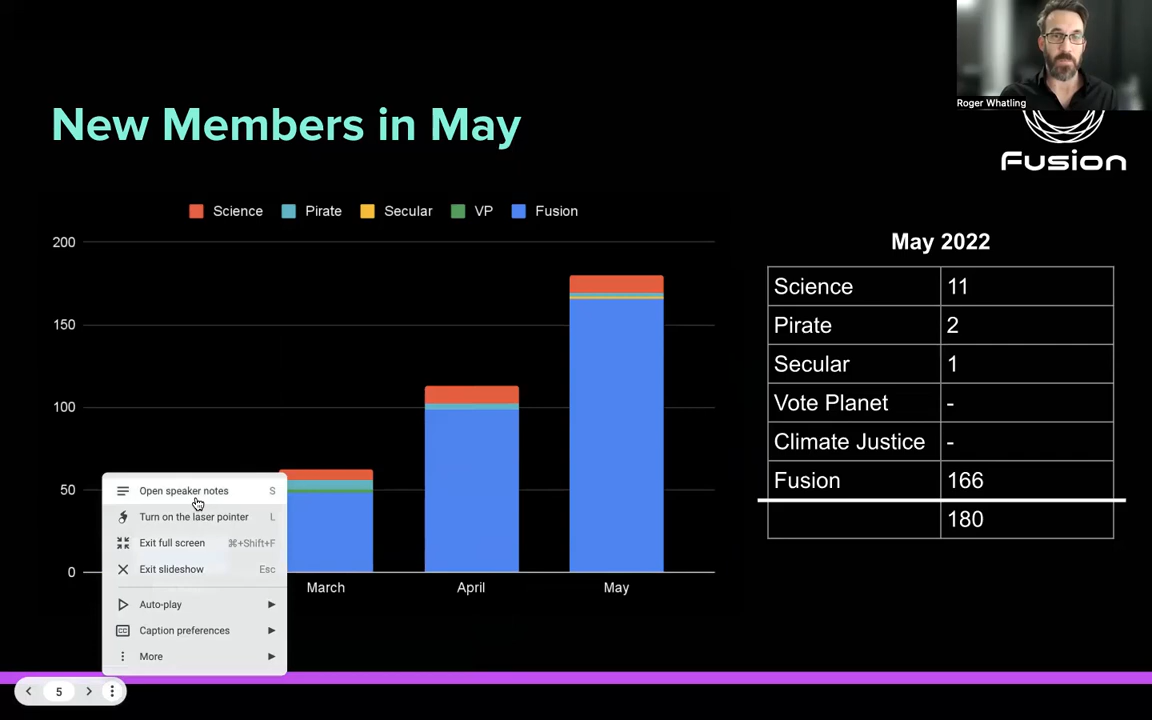 Roger Whatling
New Members in May
Fusion
Science Pirate Secular VP Fusion
200
150
100
50
0
March April May
May 2022
Science 11
Pirate 2
Secular 1
Vote Planet -
Climate Justice -
Fusion 166
180
Open speaker notes S
Turn on the laser pointer L
Exit full screen ⌘+Shift+F
Exit slideshow Esc
Auto-play
CC Caption preferences
More
5